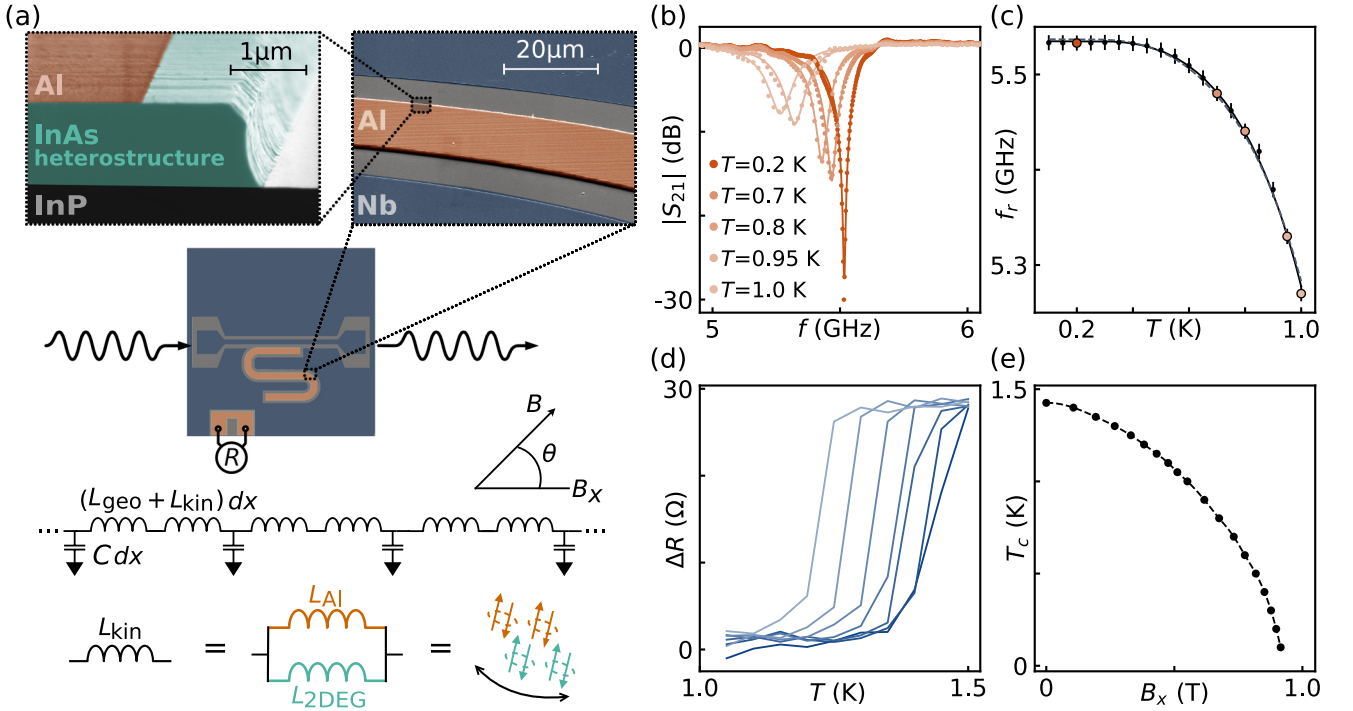 (a)
1μm
Al
InAs
heterostructure
InP
20μm
Al
Nb
R
B
θ
Bₓ
(L_geo + L_kin) dx
... ...
C dx
L_kin
=
L_Al
L_2DEG
=
(b)
0
|S₂₁| (dB)
-30
T=0.2 K
T=0.7 K
T=0.8 K
T=0.95 K
T=1.0 K
5 f (GHz) 6
(c)
5.5
f_r (GHz)
5.3
0.2 T (K) 1.0
(d)
30
ΔR (Ω)
0
1.0 T (K) 1.5
(e)
1.5
T_c (K)
0
0 Bₓ (T) 1.0